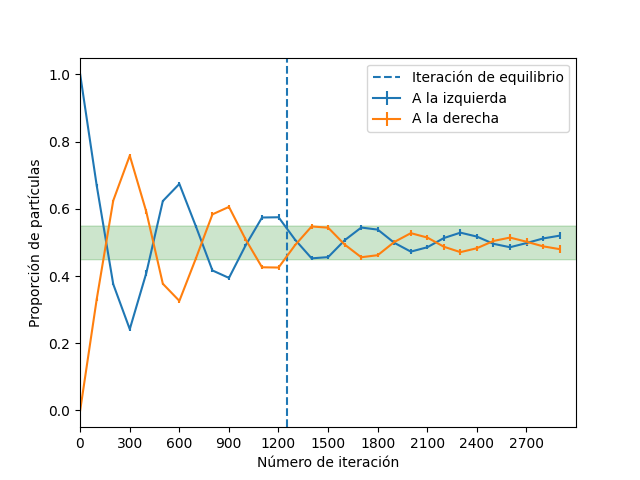 Iteración de equilibrio
A la izquierda
A la derecha
Proporción de partículas
1.0
0.8
0.6
0.4
0.2
0.0
0 300 600 900 1200 1500 1800 2100 2400 2700
Número de iteración